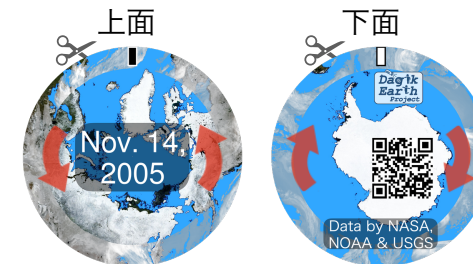 上面
下面
Nov. 14,
2005
Dagik
Earth
Project
Data by NASA,
NOAA & USGS